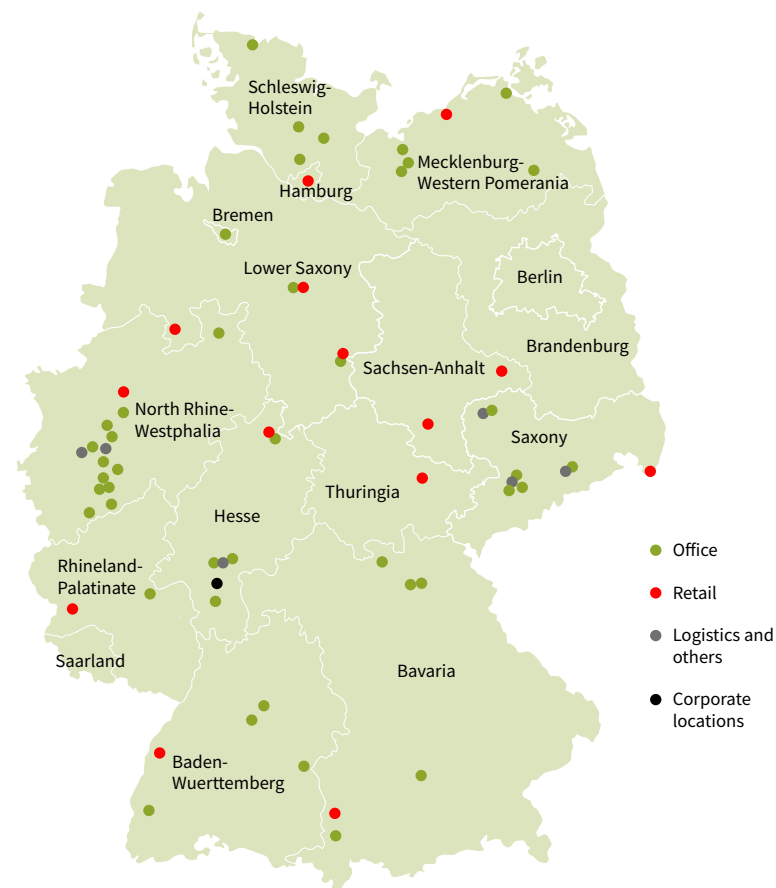 Schleswig-
Holstein
Mecklenburg-
Western Pomerania
Hamburg
Bremen
Lower Saxony
Berlin
Brandenburg
Sachsen-Anhalt
North Rhine-
Westphalia
Saxony
Thuringia
Hesse
Rhineland-
Palatinate
Saarland
Bavaria
Baden-
Wuerttemberg
Office
Retail
Logistics and
others
Corporate
locations